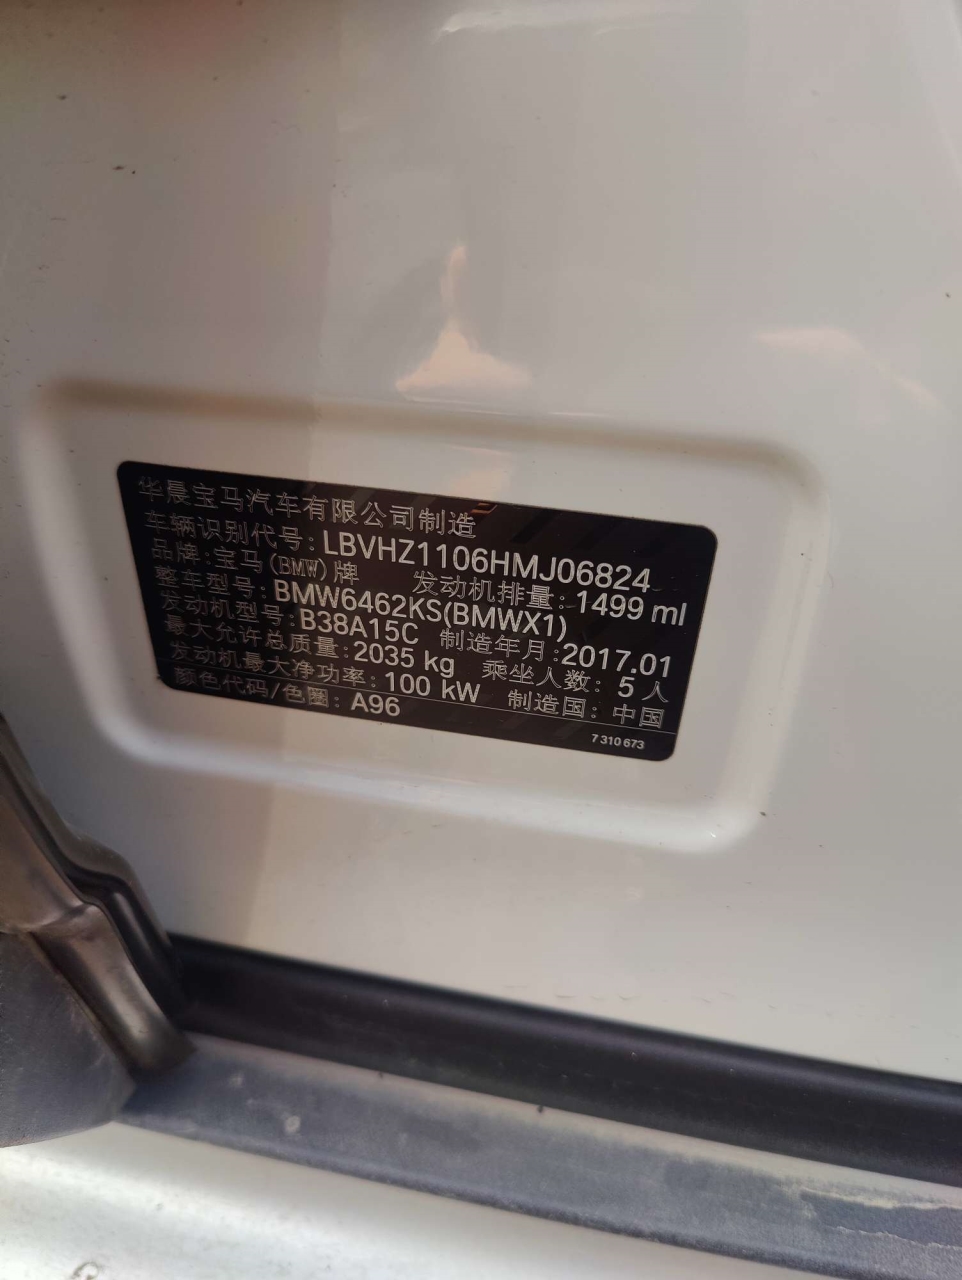 华晨宝马汽车有限公司制造
车辆识别代号: LBVHZ1106HMJ06824
品牌: 宝马(BMW)牌 发动机排量: 1499 ml
整车型号: BMW6462KS(BMWX1)
发动机型号: B38A15C 制造年月: 2017.01
最大允许总质量: 2035 kg 乘坐人数: 5 人
发动机最大净功率: 100 kW 制造国: 中国
颜色代码/色圈: A96
7 310 673